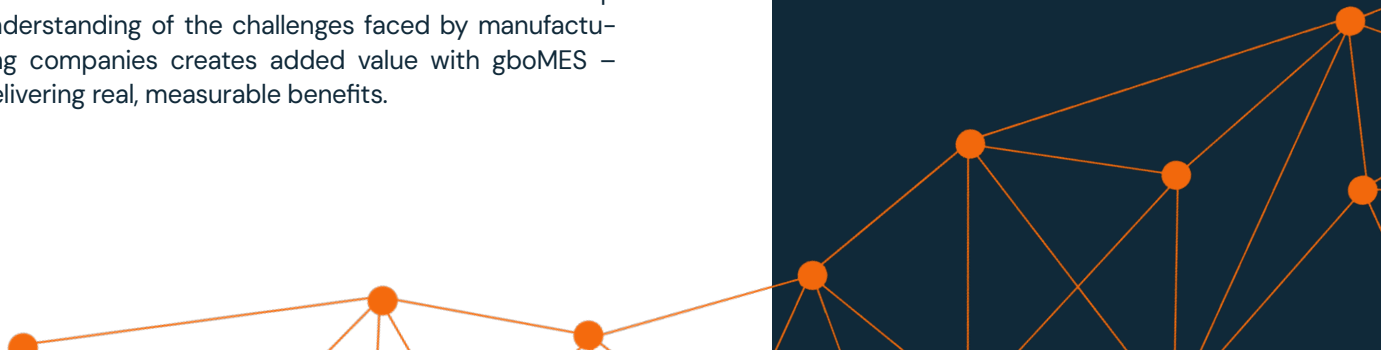 nderstanding of the challenges faced by manufactu-
ng companies creates added value with gboMES –
elivering real, measurable benefits.